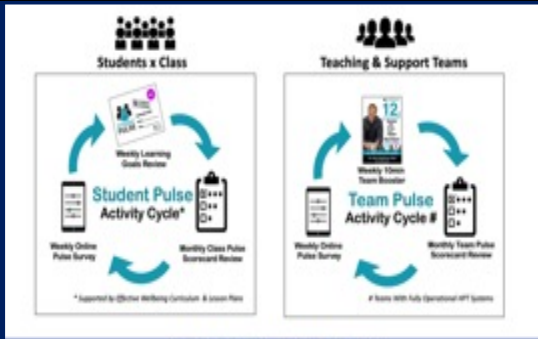 Students x Class
Weekly Learning
Goals Review
Student Pulse
Activity Cycle*
Weekly Online
Pulse Survey
Monthly Class Pulse
Scorecard Review
* Supported by Effective Wellbeing Curriculum & Lesson Plans
Teaching & Support Teams
12
Weekly 10min
Team Booster
Team Pulse
Activity Cycle #
Weekly Online
Pulse Survey
Monthly Team Pulse
Scorecard Review
# Teams With Fully Operational HPT Systems